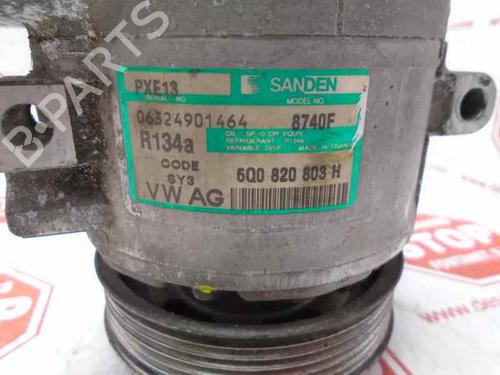 PXE13
SERIAL NO
SANDEN
MODEL NO.
06324901464
8740F
R134a
OIL: SP-10 OR EQUIV.
REFRIGERANT: R134a
VARIABLE DISP. MADE IN FRANCE
CODE
SY3
VW AG
6Q0 820 803 H
B-PARTS
STOP